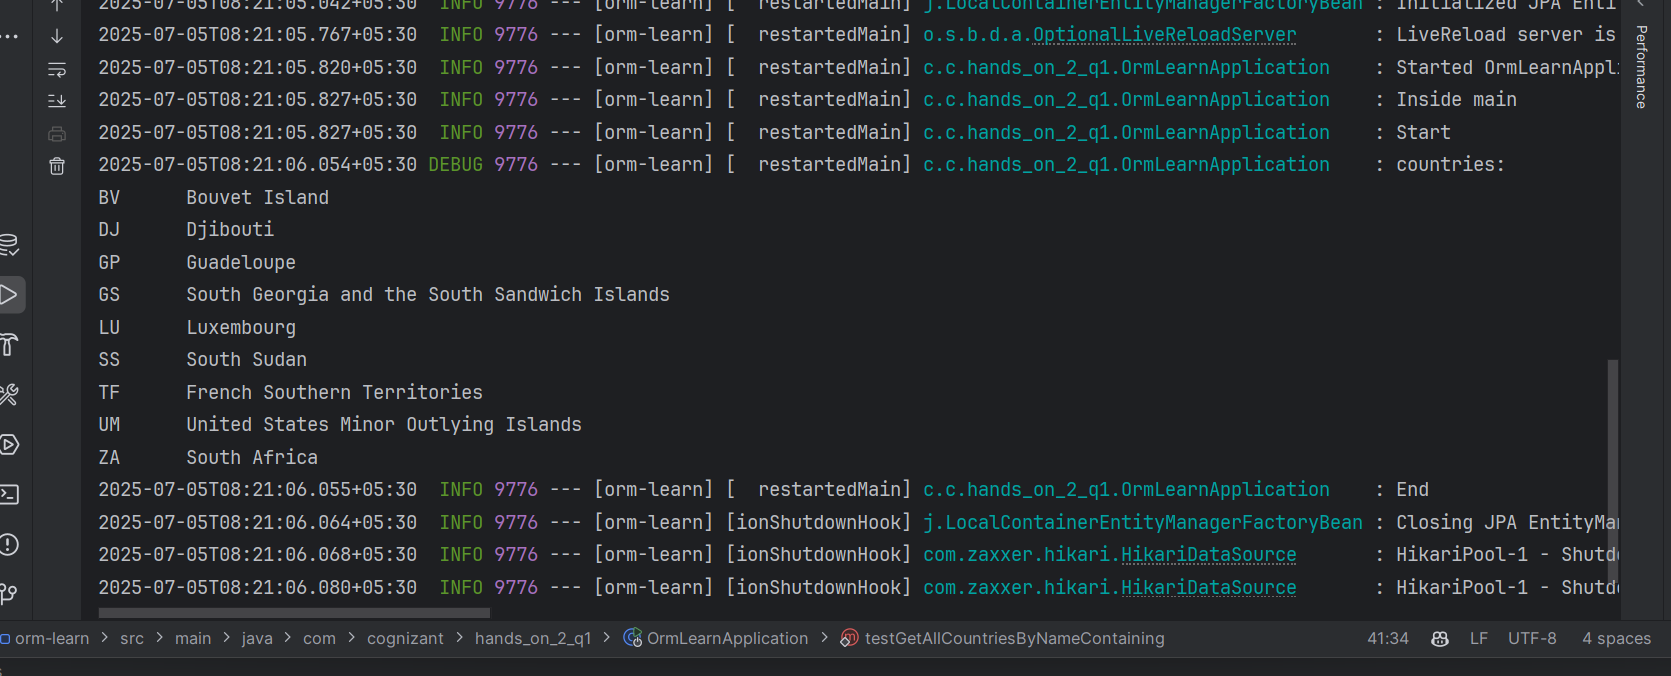 2025-07-05T08:21:05.042+05:30  INFO 9776 --- [orm-learn] [  restartedMain] j.LocalContainerEntityManagerFactoryBean : Initialized JPA Enti
2025-07-05T08:21:05.767+05:30  INFO 9776 --- [orm-learn] [  restartedMain] o.s.b.d.a.OptionalLiveReloadServer       : LiveReload server is
2025-07-05T08:21:05.820+05:30  INFO 9776 --- [orm-learn] [  restartedMain] c.c.hands_on_2_q1.OrmLearnApplication    : Started OrmLearnAppl
2025-07-05T08:21:05.827+05:30  INFO 9776 --- [orm-learn] [  restartedMain] c.c.hands_on_2_q1.OrmLearnApplication    : Inside main
2025-07-05T08:21:05.827+05:30  INFO 9776 --- [orm-learn] [  restartedMain] c.c.hands_on_2_q1.OrmLearnApplication    : Start
2025-07-05T08:21:06.054+05:30 DEBUG 9776 --- [orm-learn] [  restartedMain] c.c.hands_on_2_q1.OrmLearnApplication    : countries:
BV      Bouvet Island
DJ      Djibouti
GP      Guadeloupe
GS      South Georgia and the South Sandwich Islands
LU      Luxembourg
SS      South Sudan
TF      French Southern Territories
UM      United States Minor Outlying Islands
ZA      South Africa
2025-07-05T08:21:06.055+05:30  INFO 9776 --- [orm-learn] [  restartedMain] c.c.hands_on_2_q1.OrmLearnApplication    : End
2025-07-05T08:21:06.064+05:30  INFO 9776 --- [orm-learn] [ionShutdownHook] j.LocalContainerEntityManagerFactoryBean : Closing JPA EntityMa
2025-07-05T08:21:06.068+05:30  INFO 9776 --- [orm-learn] [ionShutdownHook] com.zaxxer.hikari.HikariDataSource       : HikariPool-1 - Shutd
2025-07-05T08:21:06.080+05:30  INFO 9776 --- [orm-learn] [ionShutdownHook] com.zaxxer.hikari.HikariDataSource       : HikariPool-1 - Shutd
Performance
orm-learn > src > main > java > com > cognizant > hands_on_2_q1 > OrmLearnApplication > testGetAllCountriesByNameContaining 41:34 LF UTF-8 4 spaces